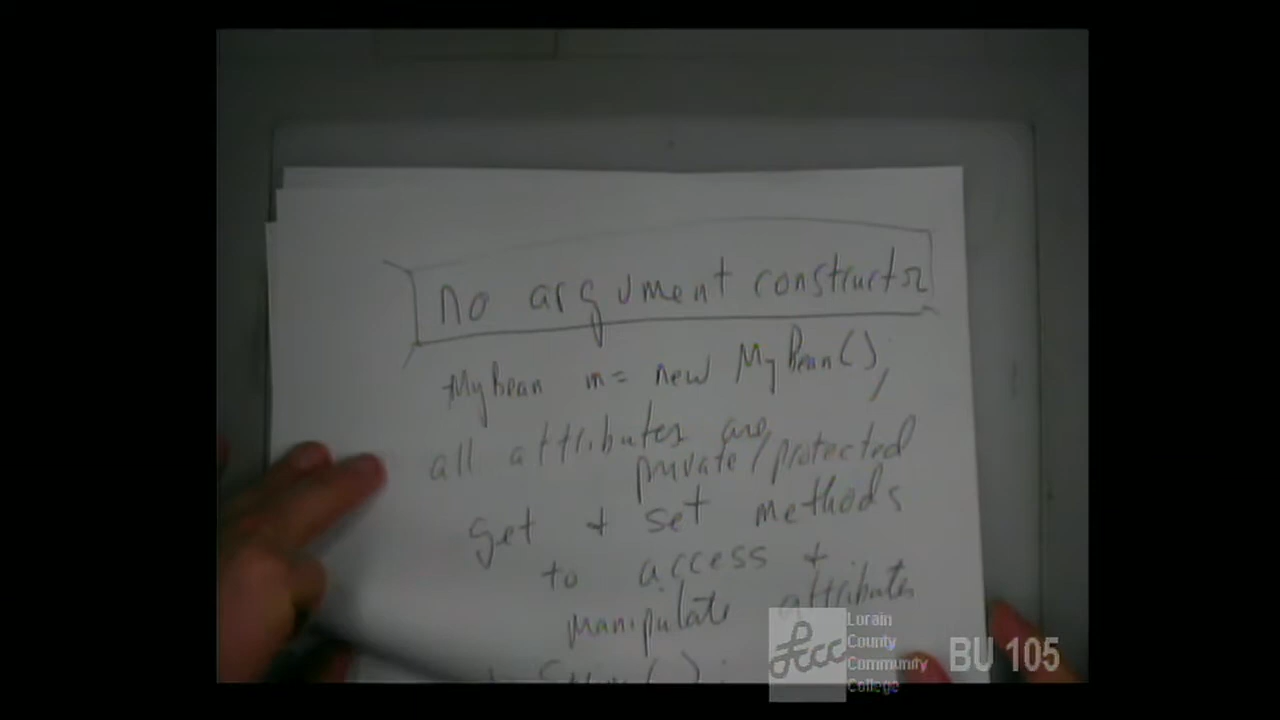 no argument constructor
MyBean m = new MyBean();
all attributes are
private/protected
get + set methods
to access +
manipulate attributes
lccc
Lorain
County
Community
College
BU 105